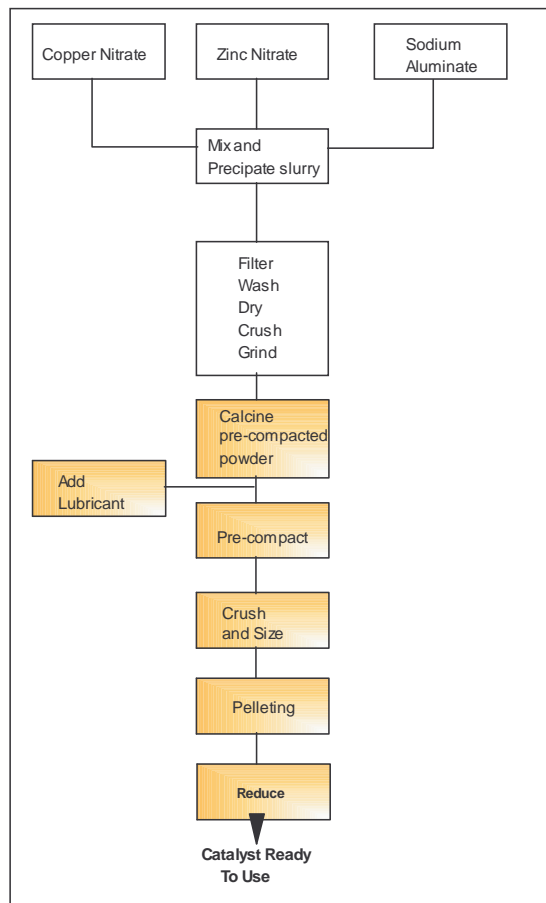 Copper Nitrate
Zinc Nitrate
Sodium
Aluminate
Mix and
Precipate slurry
Filter
Wash
Dry
Crush
Grind
Calcine
pre-compacted
powder
Add
Lubricant
Pre-compact
Crush
and Size
Pelleting
Reduce
Catalyst Ready
To Use